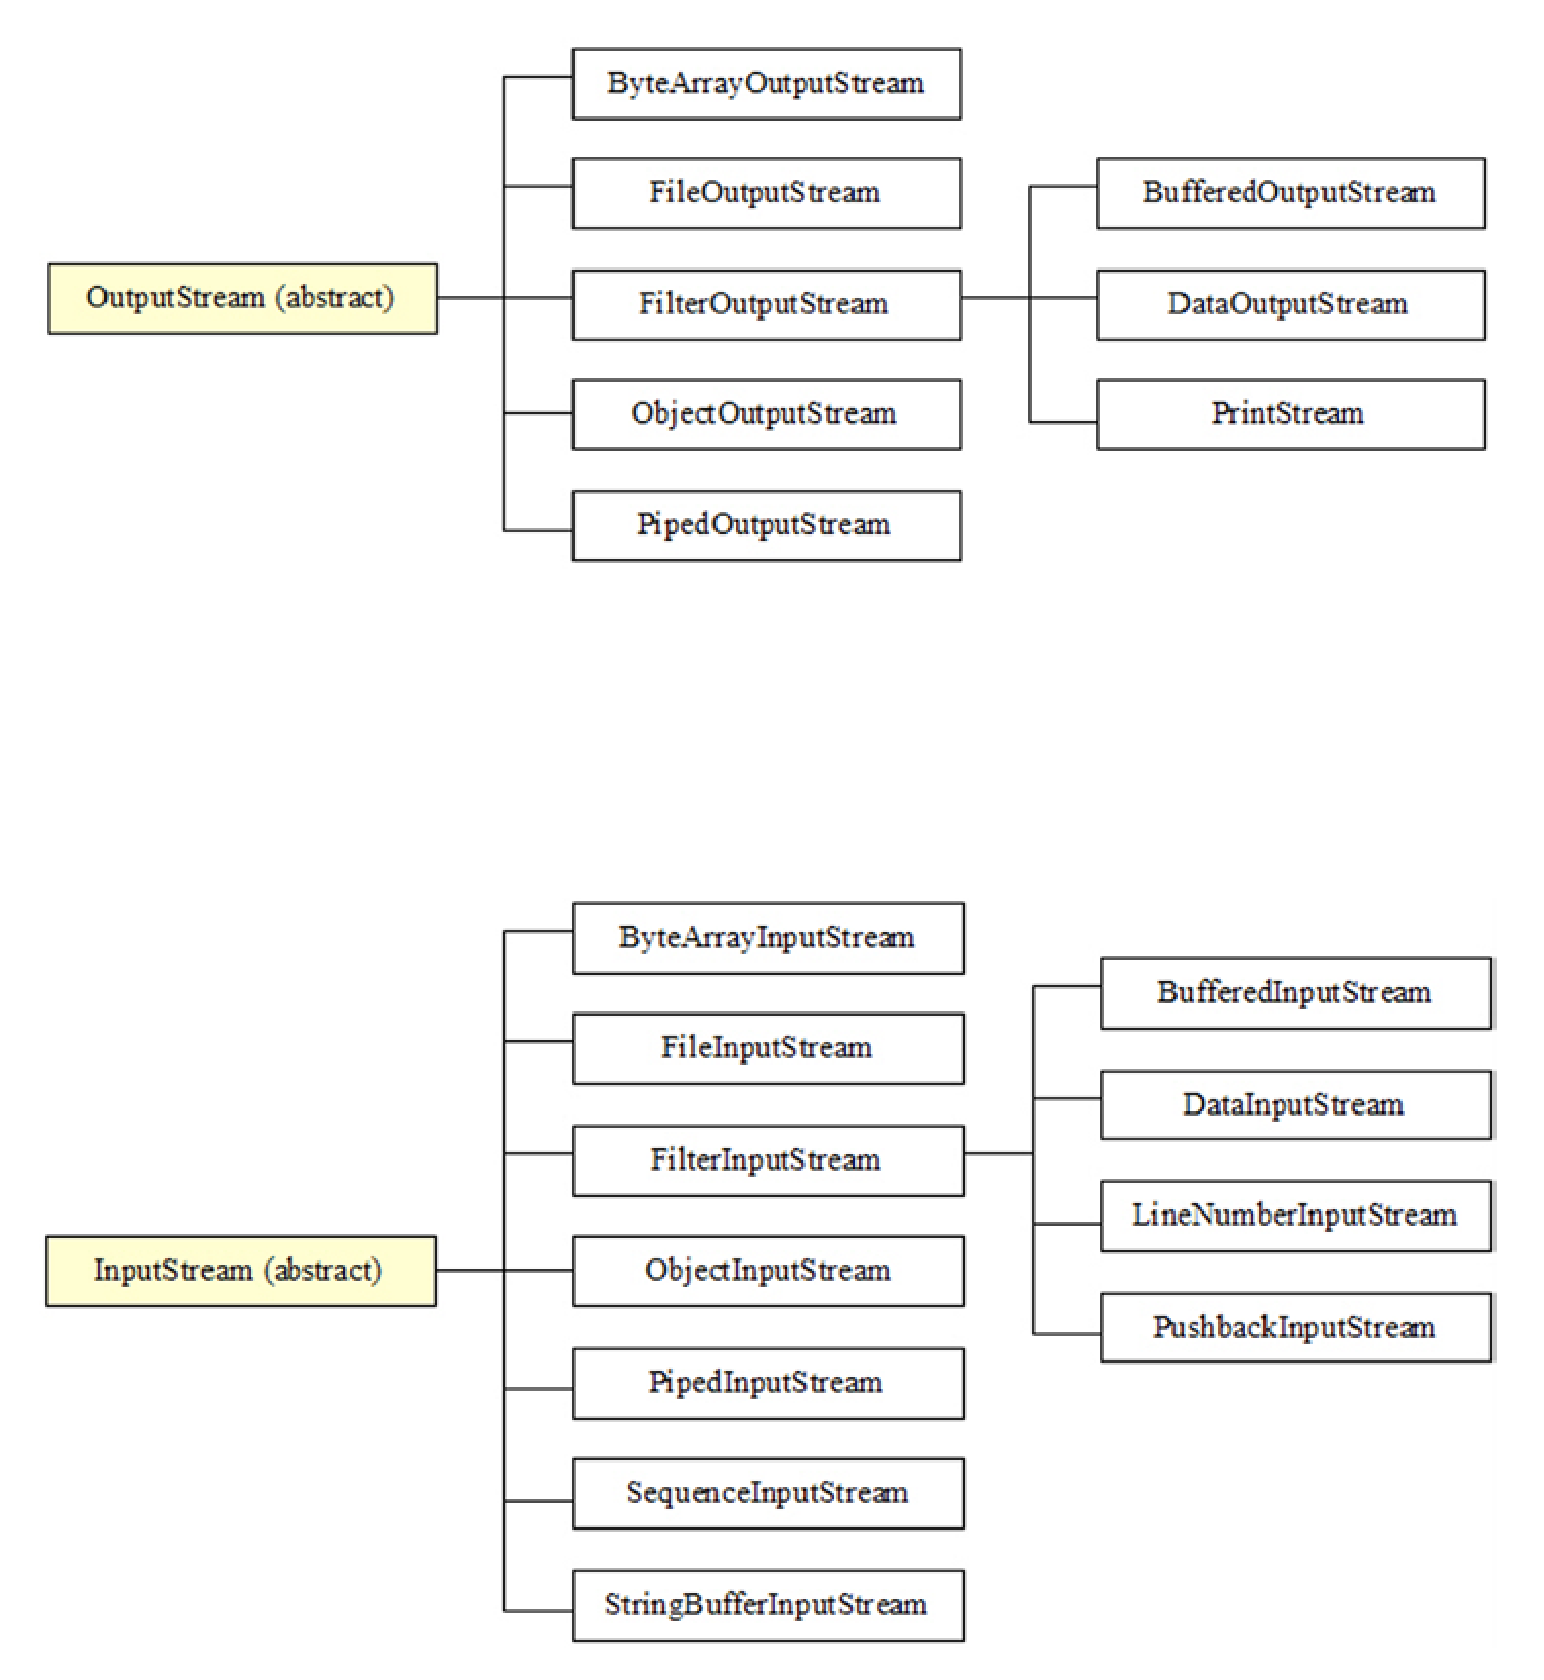 ByteArrayOutputStream
FileOutputStream
BufferedOutputStream
OutputStream (abstract)
FilterOutputStream
DataOutputStream
ObjectOutputStream
PrintStream
PipedOutputStream
ByteArrayInputStream
BufferedInputStream
FileInputStream
DataInputStream
FilterInputStream
LineNumberInputStream
InputStream (abstract)
ObjectInputStream
PushbackInputStream
PipedInputStream
SequenceInputStream
StringBufferInputStream